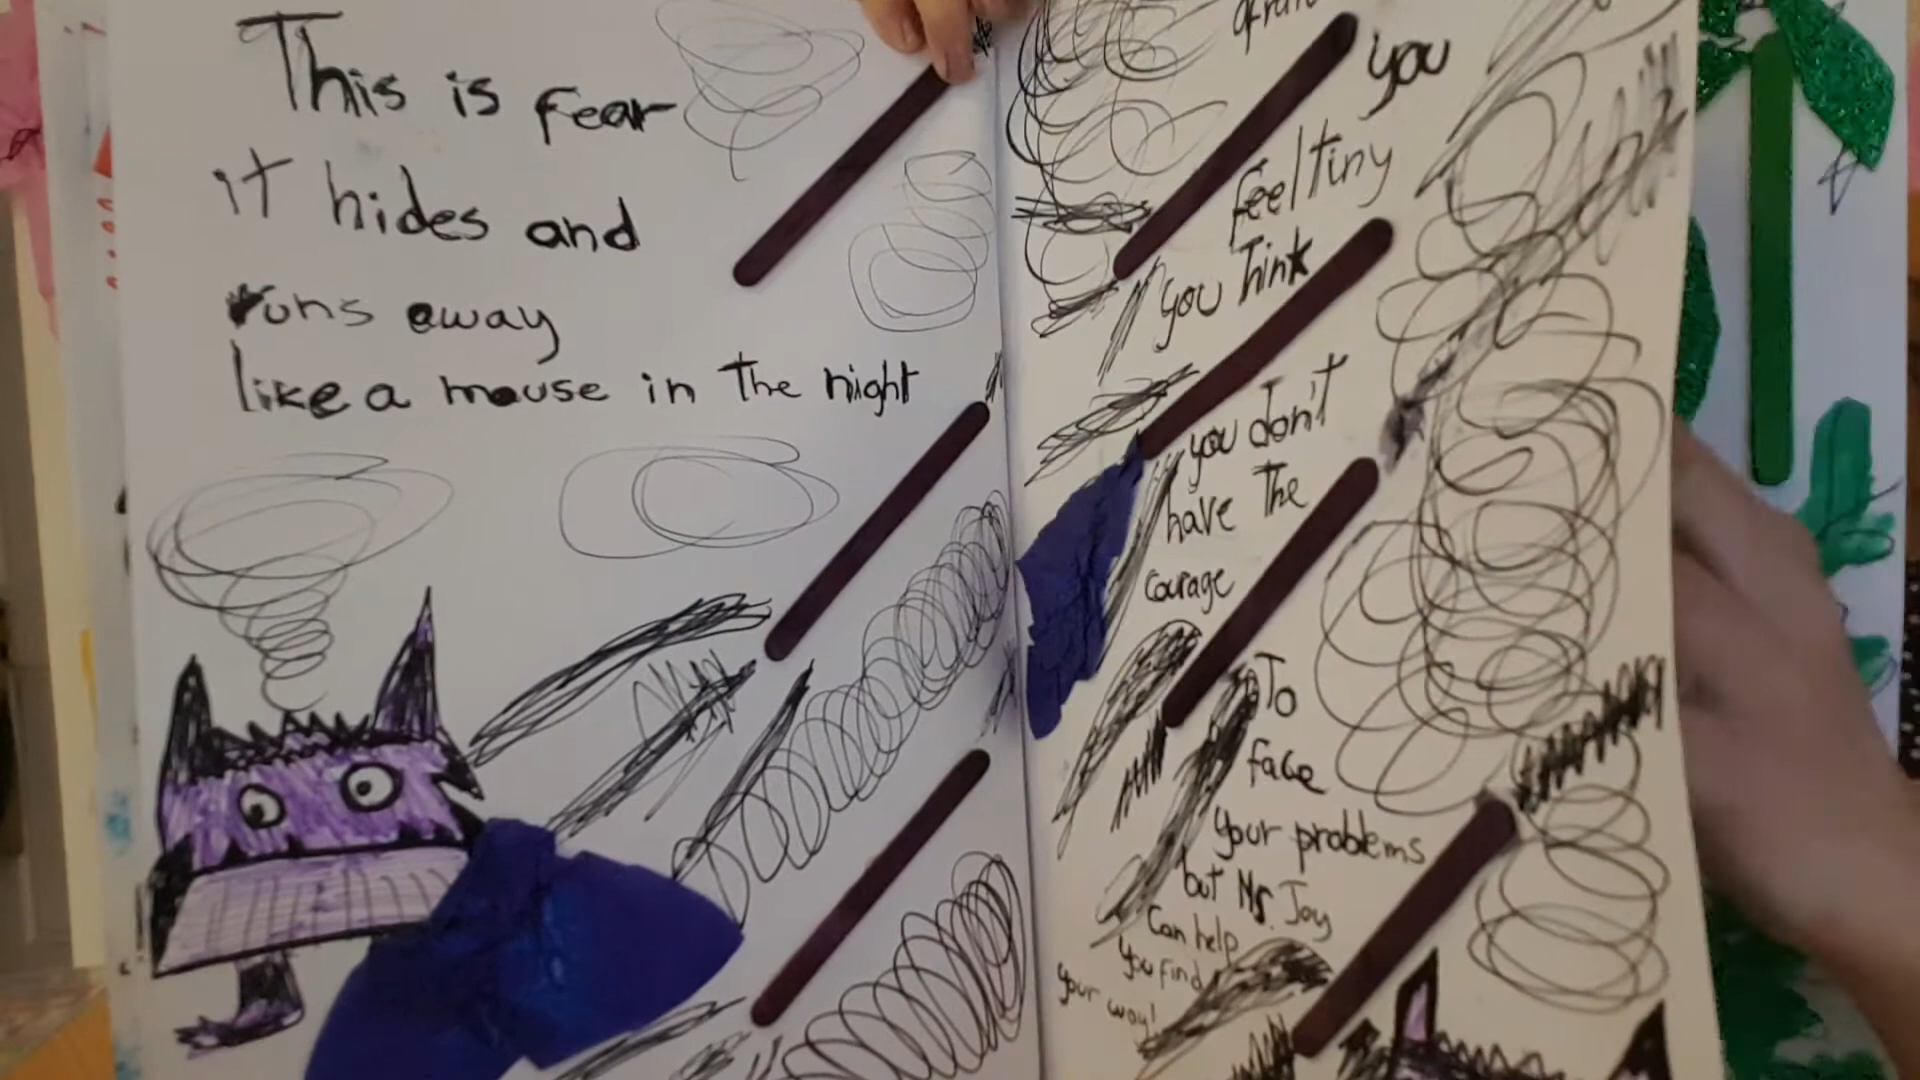 This is fear
it hides and
runs away
like a mouse in the night
you
feel tiny
you think
you don't
have the
courage
To
face
your problems
but Ms. Joy
Can help
you find
your way!